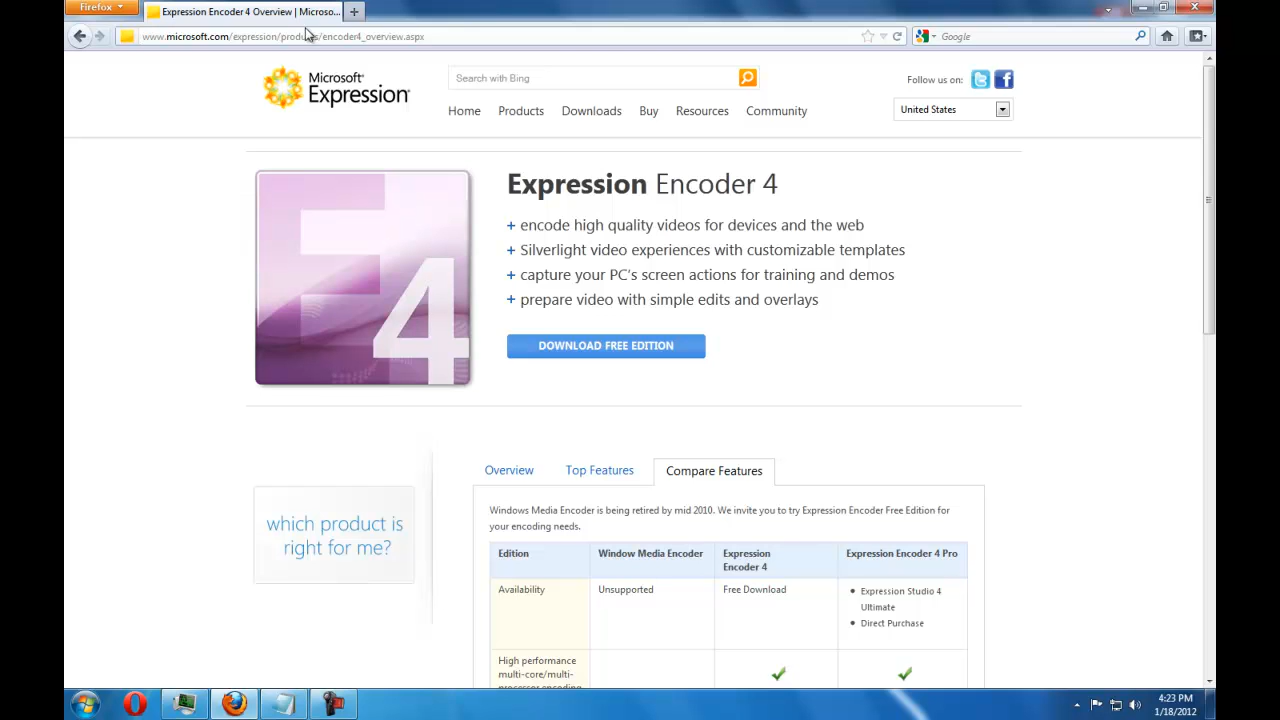 Firefox
Expression Encoder 4 Overview | Microso...
www.microsoft.com/expression/produ
/encoder4_overview.aspx
Google
Microsoft
Expression
Search with Bing
Follow us on:
Home Products Downloads Buy Resources Community
United States
Expression Encoder 4
+ encode high quality videos for devices and the web
+ Silverlight video experiences with customizable templates
+ capture your PC's screen actions for training and demos
+ prepare video with simple edits and overlays
DOWNLOAD FREE EDITION
E4
Overview Top Features Compare Features
which product is
right for me?
Windows Media Encoder is being retired by mid 2010. We invite you to try Expression Encoder Free Edition for
your encoding needs.
Edition Window Media Encoder Expression Encoder 4 Expression Encoder 4 Pro
Availability Unsupported Free Download • Expression Studio 4 Ultimate
• Direct Purchase
High performance
multi-core/multi-
processor encoding
4:23 PM
1/18/2012